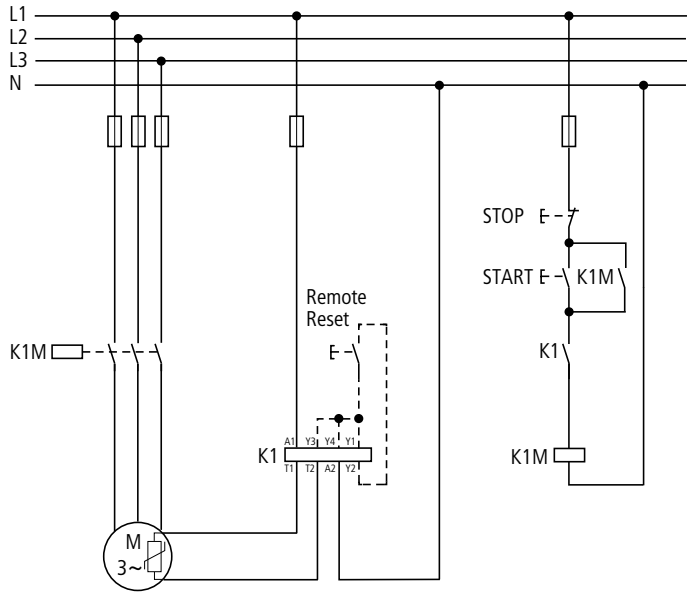 L1
L2
L3
N
STOP
START K1M
Remote
Reset
K1M
K1
A1 Y3 Y4 Y1
K1
T1 T2 A2 Y2
K1M
M
3~